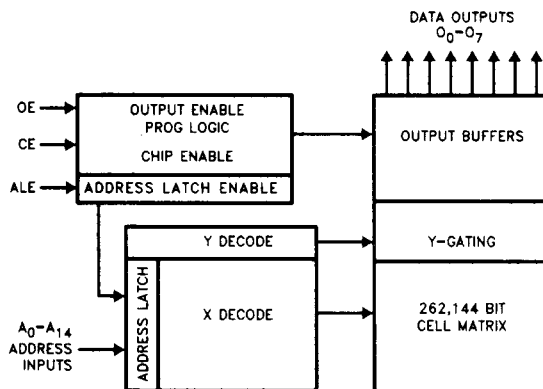 DATA OUTPUTS
O0–O7
OE
OUTPUT ENABLE
PROG LOGIC
CE
CHIP ENABLE
OUTPUT BUFFERS
ALE
ADDRESS LATCH ENABLE
Y DECODE
Y-GATING
ADDRESS LATCH
X DECODE
262,144 BIT
CELL MATRIX
A0–A14
ADDRESS
INPUTS